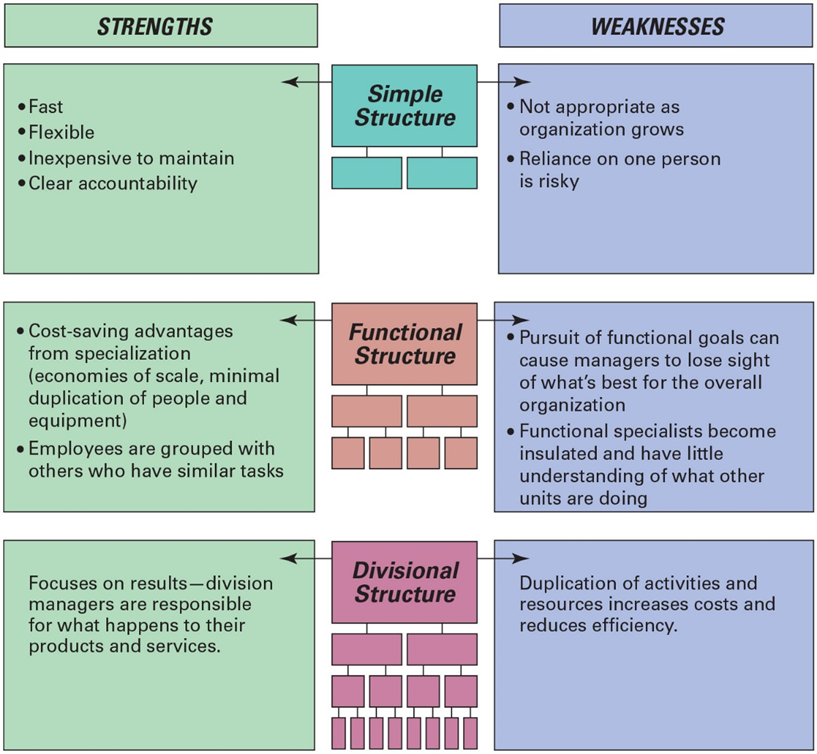 STRENGTHS
WEAKNESSES
Simple
Structure
• Fast
• Flexible
• Inexpensive to maintain
• Clear accountability
• Not appropriate as
organization grows
• Reliance on one person
is risky
Functional
Structure
• Cost-saving advantages
from specialization
(economies of scale, minimal
duplication of people and
equipment)
• Employees are grouped with
others who have similar tasks
• Pursuit of functional goals can
cause managers to lose sight
of what's best for the overall
organization
• Functional specialists become
insulated and have little
understanding of what other
units are doing
Divisional
Structure
Focuses on results—division
managers are responsible
for what happens to their
products and services.
Duplication of activities and
resources increases costs and
reduces efficiency.